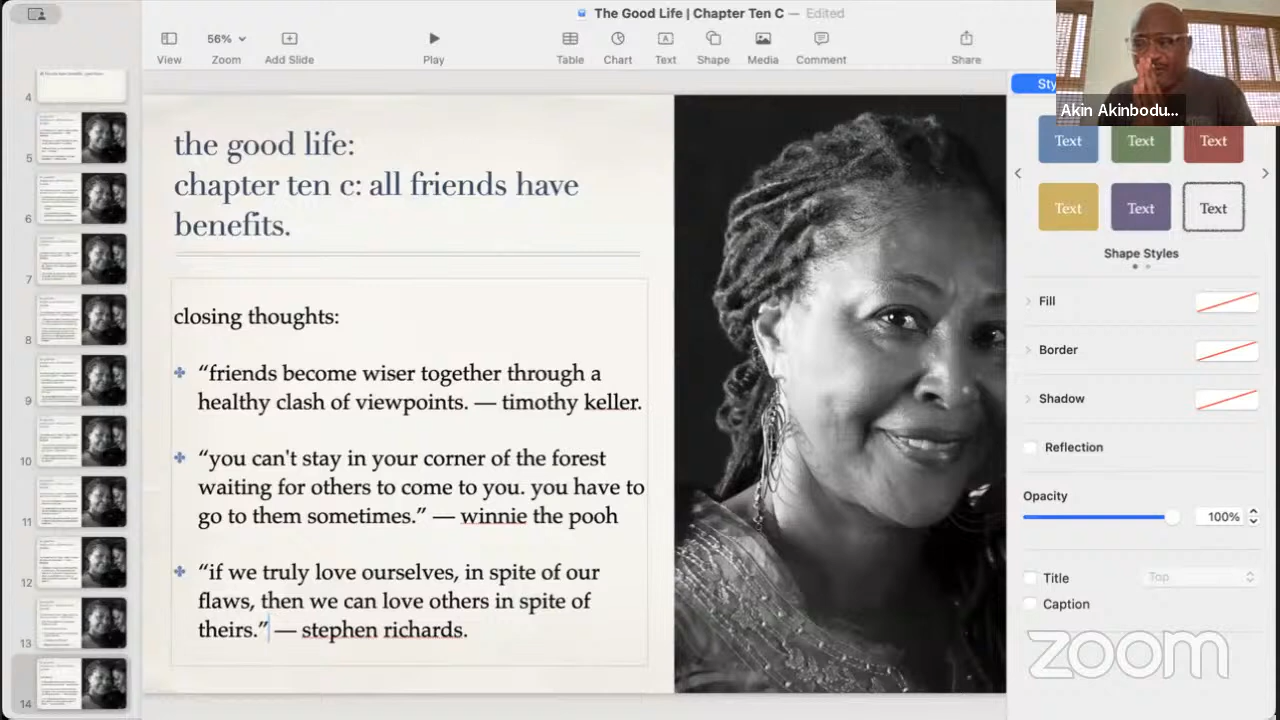 The Good Life | Chapter Ten C — Edited
56%
View
Zoom
Add Slide
Play
Table
Chart
Text
Shape
Media
Comment
Share
Akin Akinbodu...
4
5
6
7
8
9
10
11
12
13
14
the good life:
chapter ten c: all friends have
benefits.
closing thoughts:
“friends become wiser together through a
healthy clash of viewpoints. — timothy keller.
“you can't stay in your corner of the forest
waiting for others to come to you. you have to
go to them sometimes.” — winnie the pooh
“if we truly love ourselves, in spite of our
flaws, then we can love others in spite of
theirs.” — stephen richards.
Sty
Text
Text
Text
Text
Text
Text
Shape Styles
Fill
Border
Shadow
Reflection
Opacity
100%
Title
Top
Caption
zoom